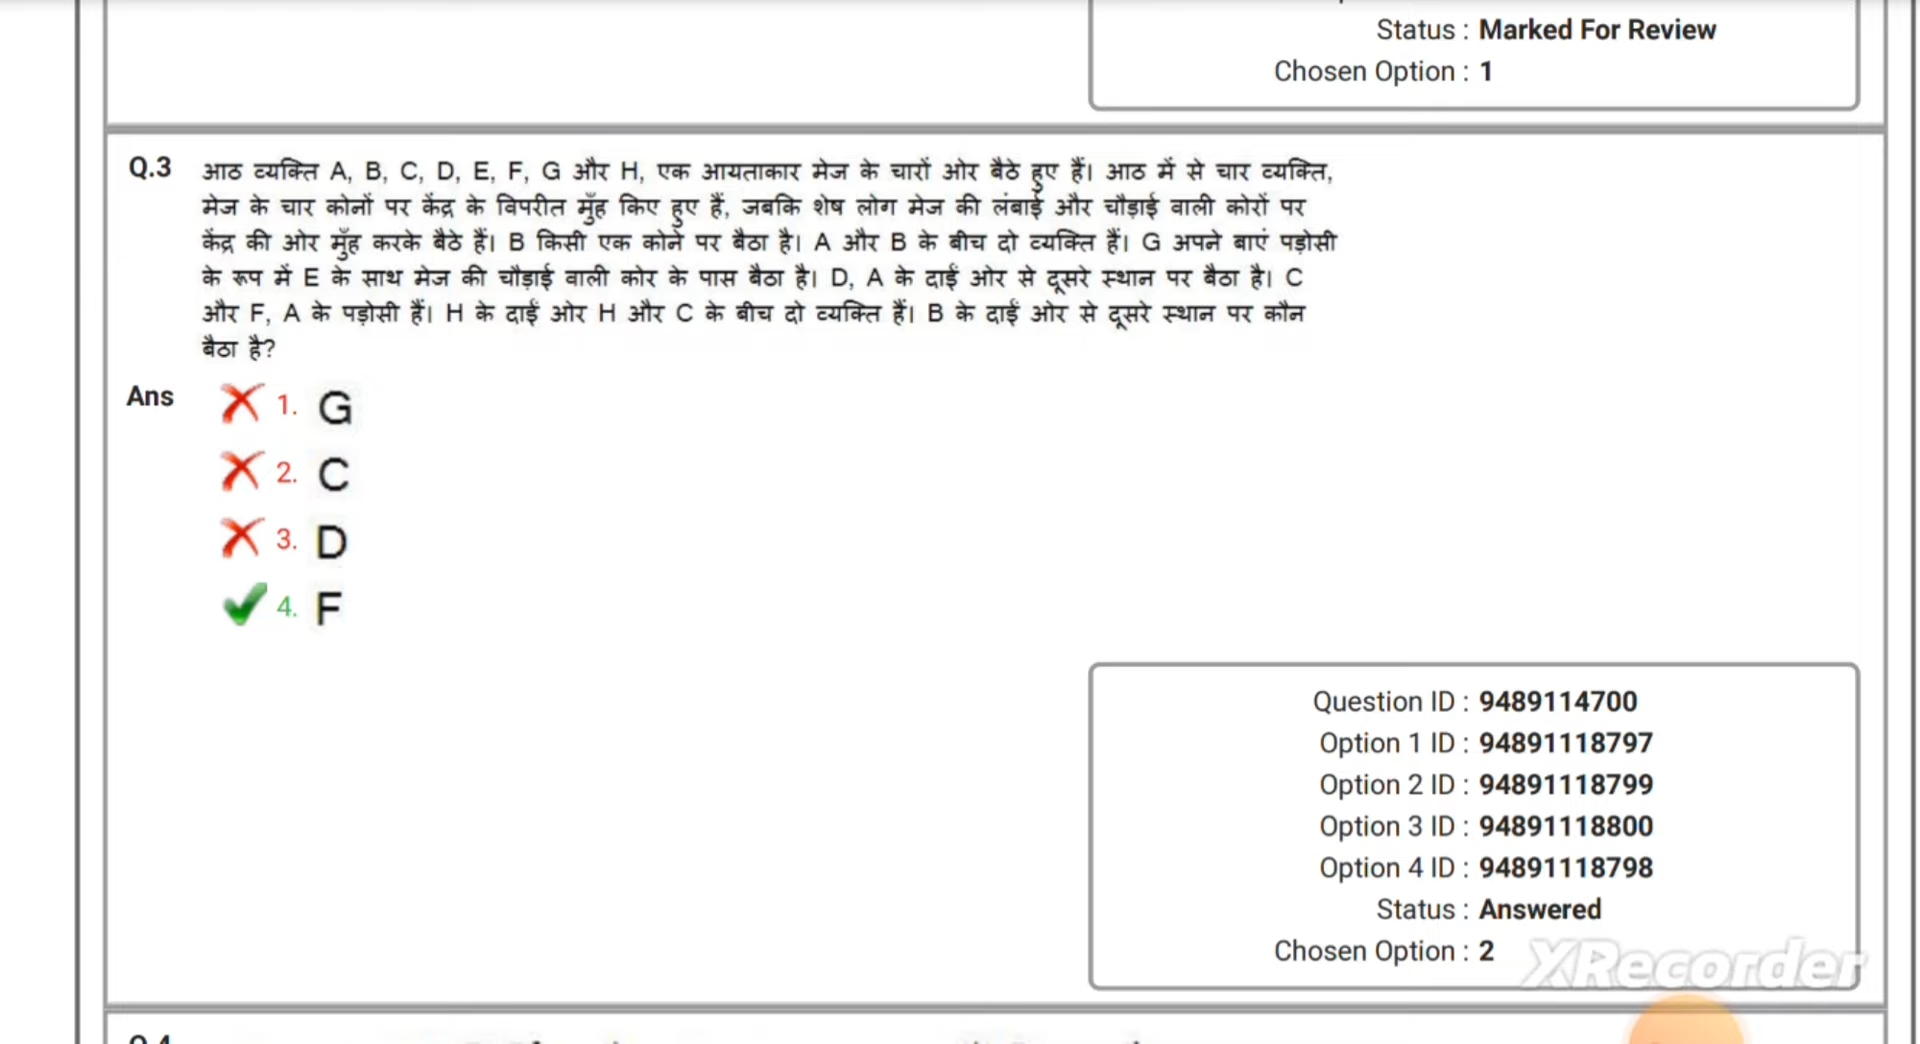 Status : Marked For Review
Chosen Option : 1
Q.3 आठ व्यक्ति A, B, C, D, E, F, G और H, एक आयताकार मेज के चारों ओर बैठे हुए हैं। आठ में से चार व्यक्ति,
मेज के चार कोनों पर केंद्र के विपरीत मुँह किए हुए हैं, जबकि शेष लोग मेज की लंबाई और चौड़ाई वाली कोरों पर
केंद्र की ओर मुँह करके बैठे हैं। B किसी एक कोने पर बैठा है। A और B के बीच दो व्यक्ति हैं। G अपने बाएं पड़ोसी
के रूप में E के साथ मेज की चौड़ाई वाली कोर के पास बैठा है। D, A के दाईं ओर से दूसरे स्थान पर बैठा है। C
और F, A के पड़ोसी हैं। H के दाईं ओर H और C के बीच दो व्यक्ति हैं। B के दाईं ओर से दूसरे स्थान पर कौन
बैठा है?
Ans
1. G
2. C
3. D
4. F
Question ID : 9489114700
Option 1 ID : 94891118797
Option 2 ID : 94891118799
Option 3 ID : 94891118800
Option 4 ID : 94891118798
Status : Answered
Chosen Option : 2
XRecorder